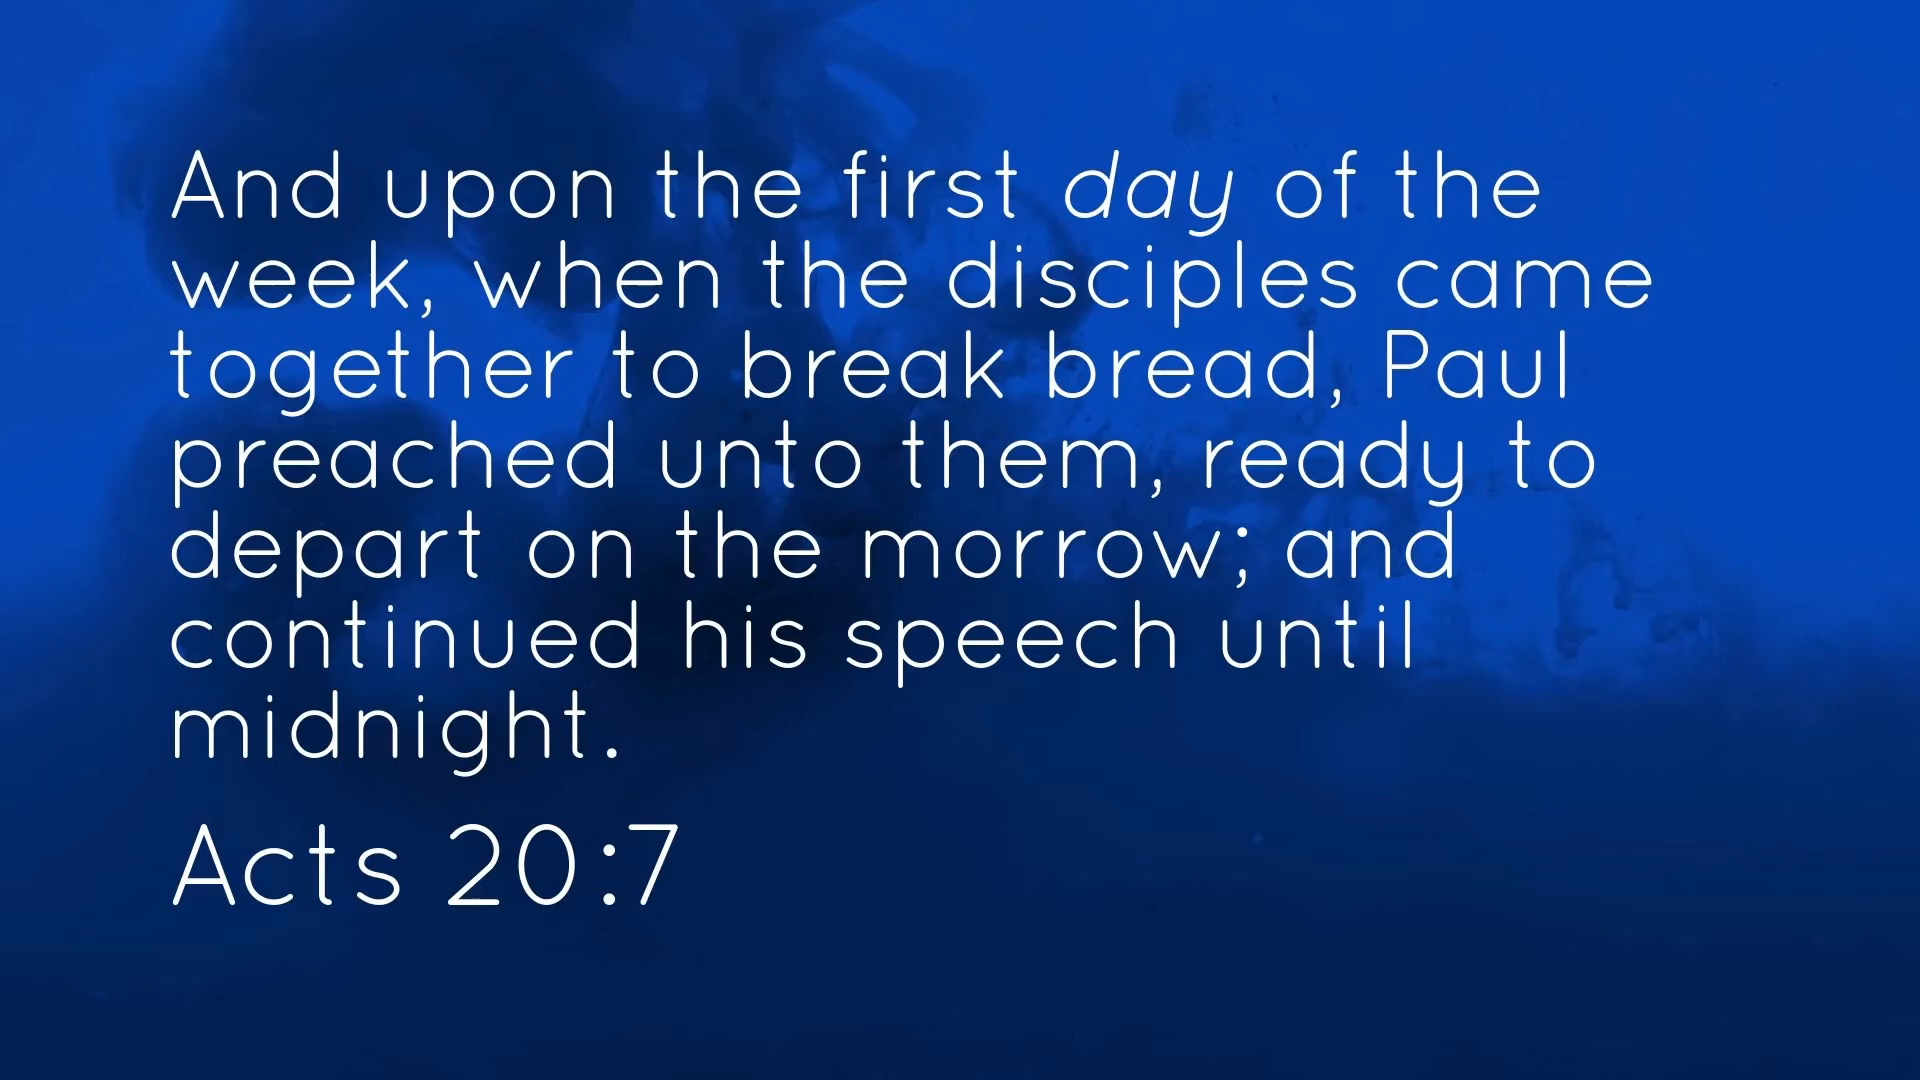 And upon the first day of the
week, when the disciples came
together to break bread, Paul
preached unto them, ready to
depart on the morrow; and
continued his speech until
midnight.
Acts 20:7